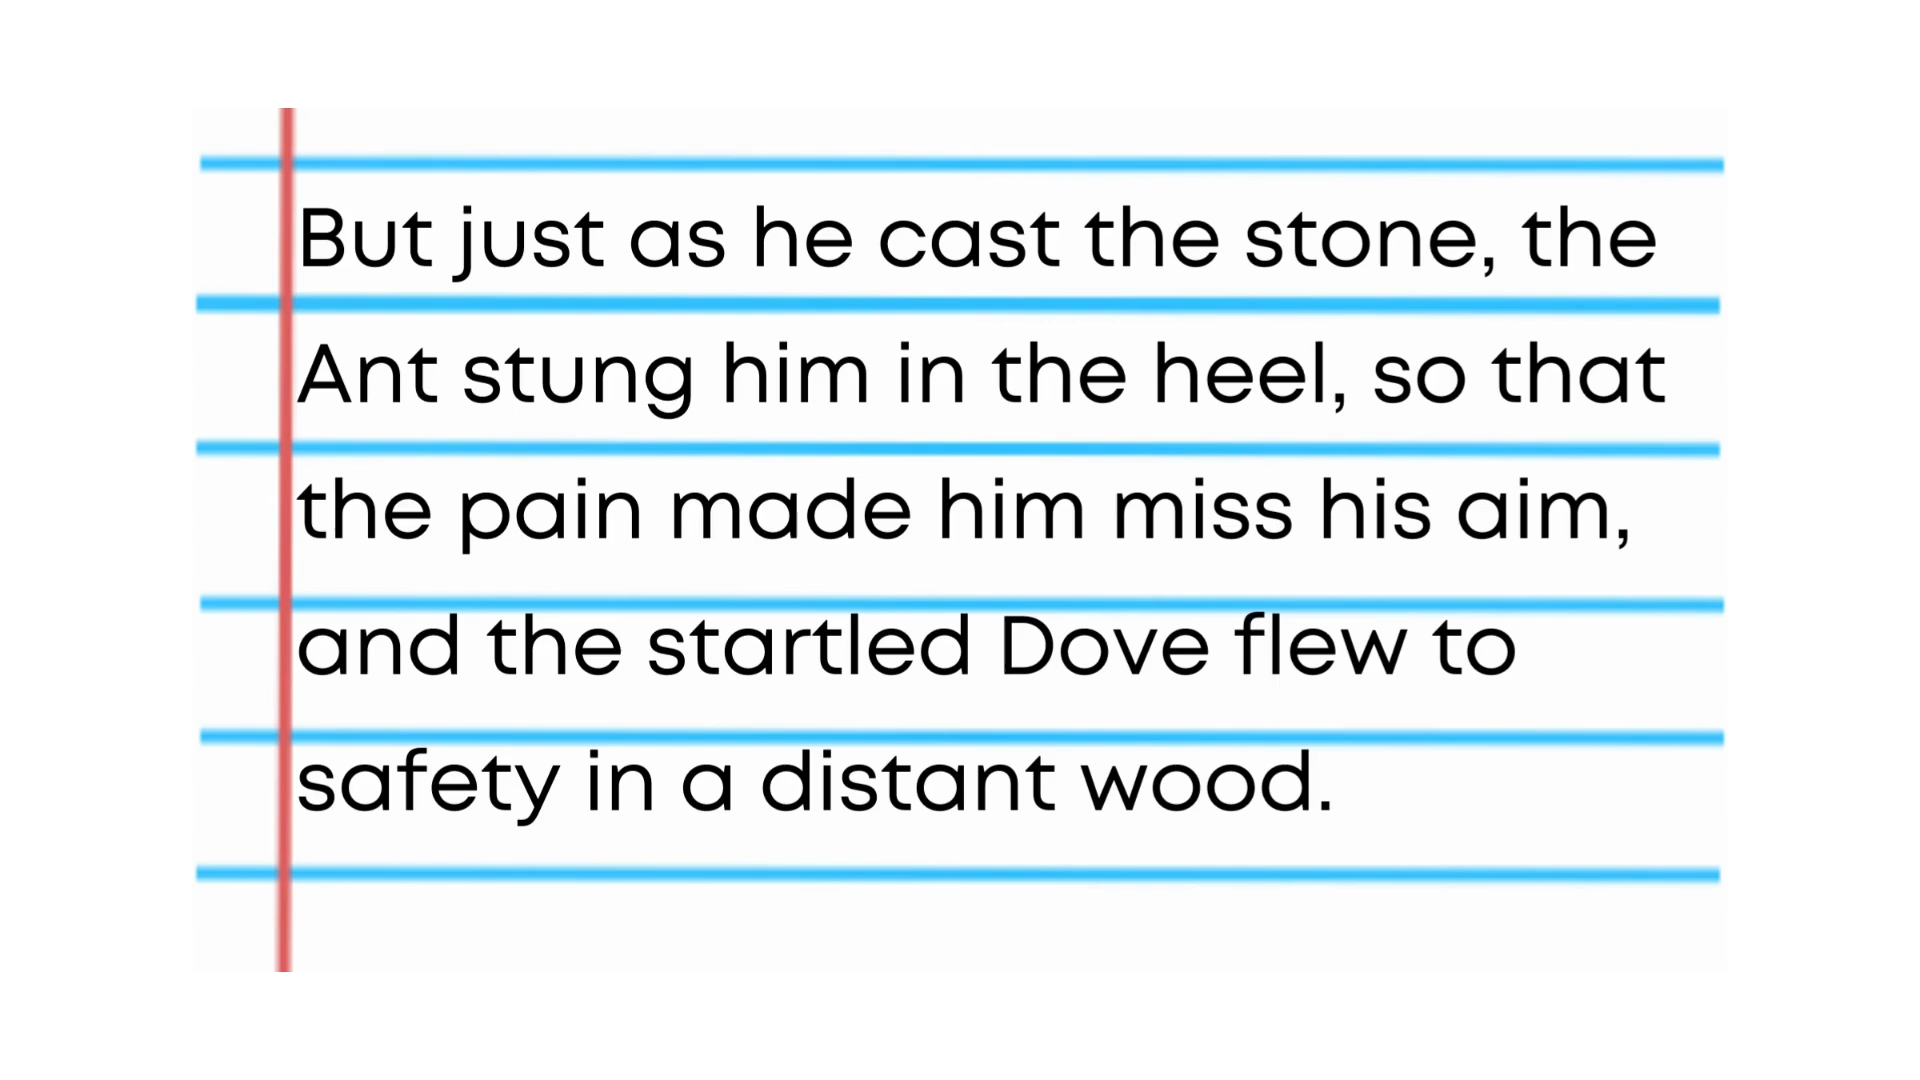 But just as he cast the stone, the
Ant stung him in the heel, so that
the pain made him miss his aim,
and the startled Dove flew to
safety in a distant wood.